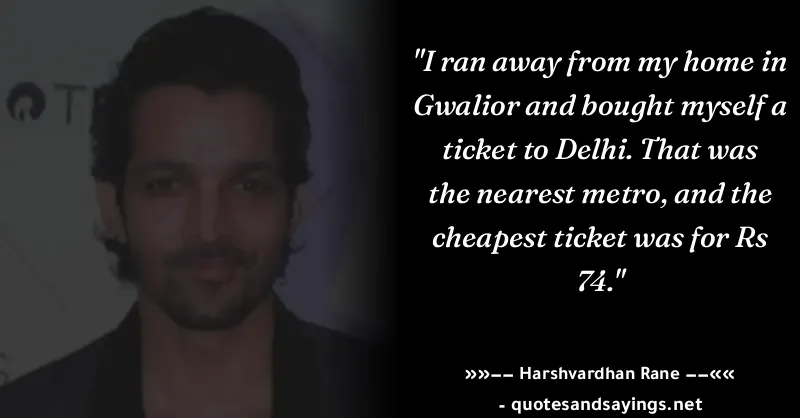 "I ran away from my home in
Gwalior and bought myself a
ticket to Delhi. That was
the nearest metro, and the
cheapest ticket was for Rs
74."
»»−− Harshvardhan Rane −−««
- quotesandsayings.net